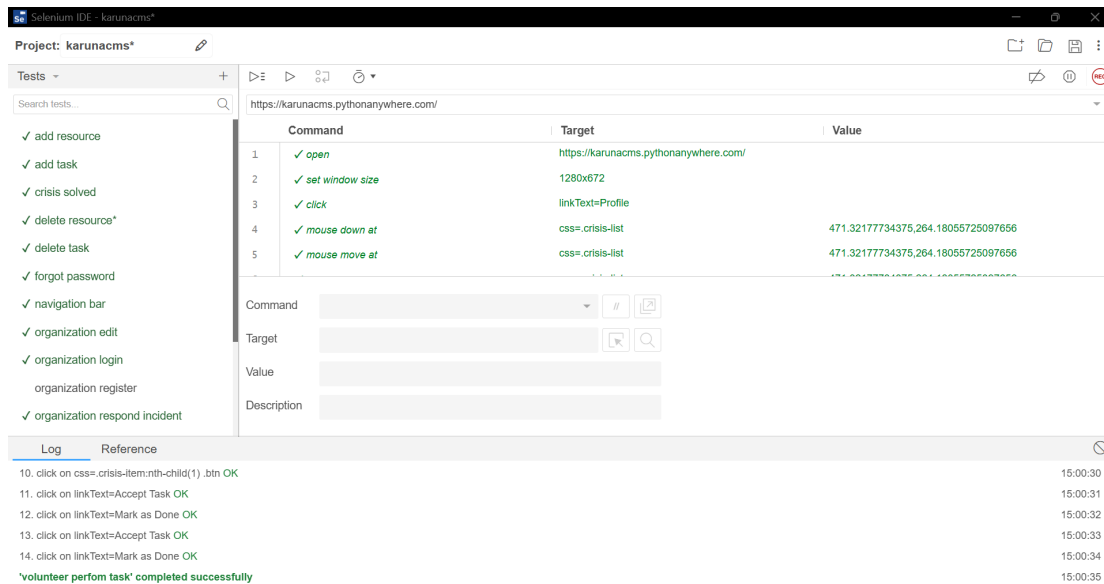 Selenium IDE - karunacms*
Project: karunacms*
Tests
Search tests...
https://karunacms.pythonanywhere.com/
REC
✓ add resource
✓ add task
✓ crisis solved
✓ delete resource*
✓ delete task
✓ forgot password
✓ navigation bar
✓ organization edit
✓ organization login
organization register
✓ organization respond incident
Command Target Value
1 ✓ open https://karunacms.pythonanywhere.com/
2 ✓ set window size 1280x672
3 ✓ click linkText=Profile
4 ✓ mouse down at css=.crisis-list 471.32177734375,264.18055725097656
5 ✓ mouse move at css=.crisis-list 471.32177734375,264.18055725097656
Command
//
Target
Value
Description
Log Reference
10. click on css=.crisis-item:nth-child(1) .btn OK 15:00:30
11. click on linkText=Accept Task OK 15:00:31
12. click on linkText=Mark as Done OK 15:00:32
13. click on linkText=Accept Task OK 15:00:33
14. click on linkText=Mark as Done OK 15:00:34
'volunteer perfom task' completed successfully 15:00:35